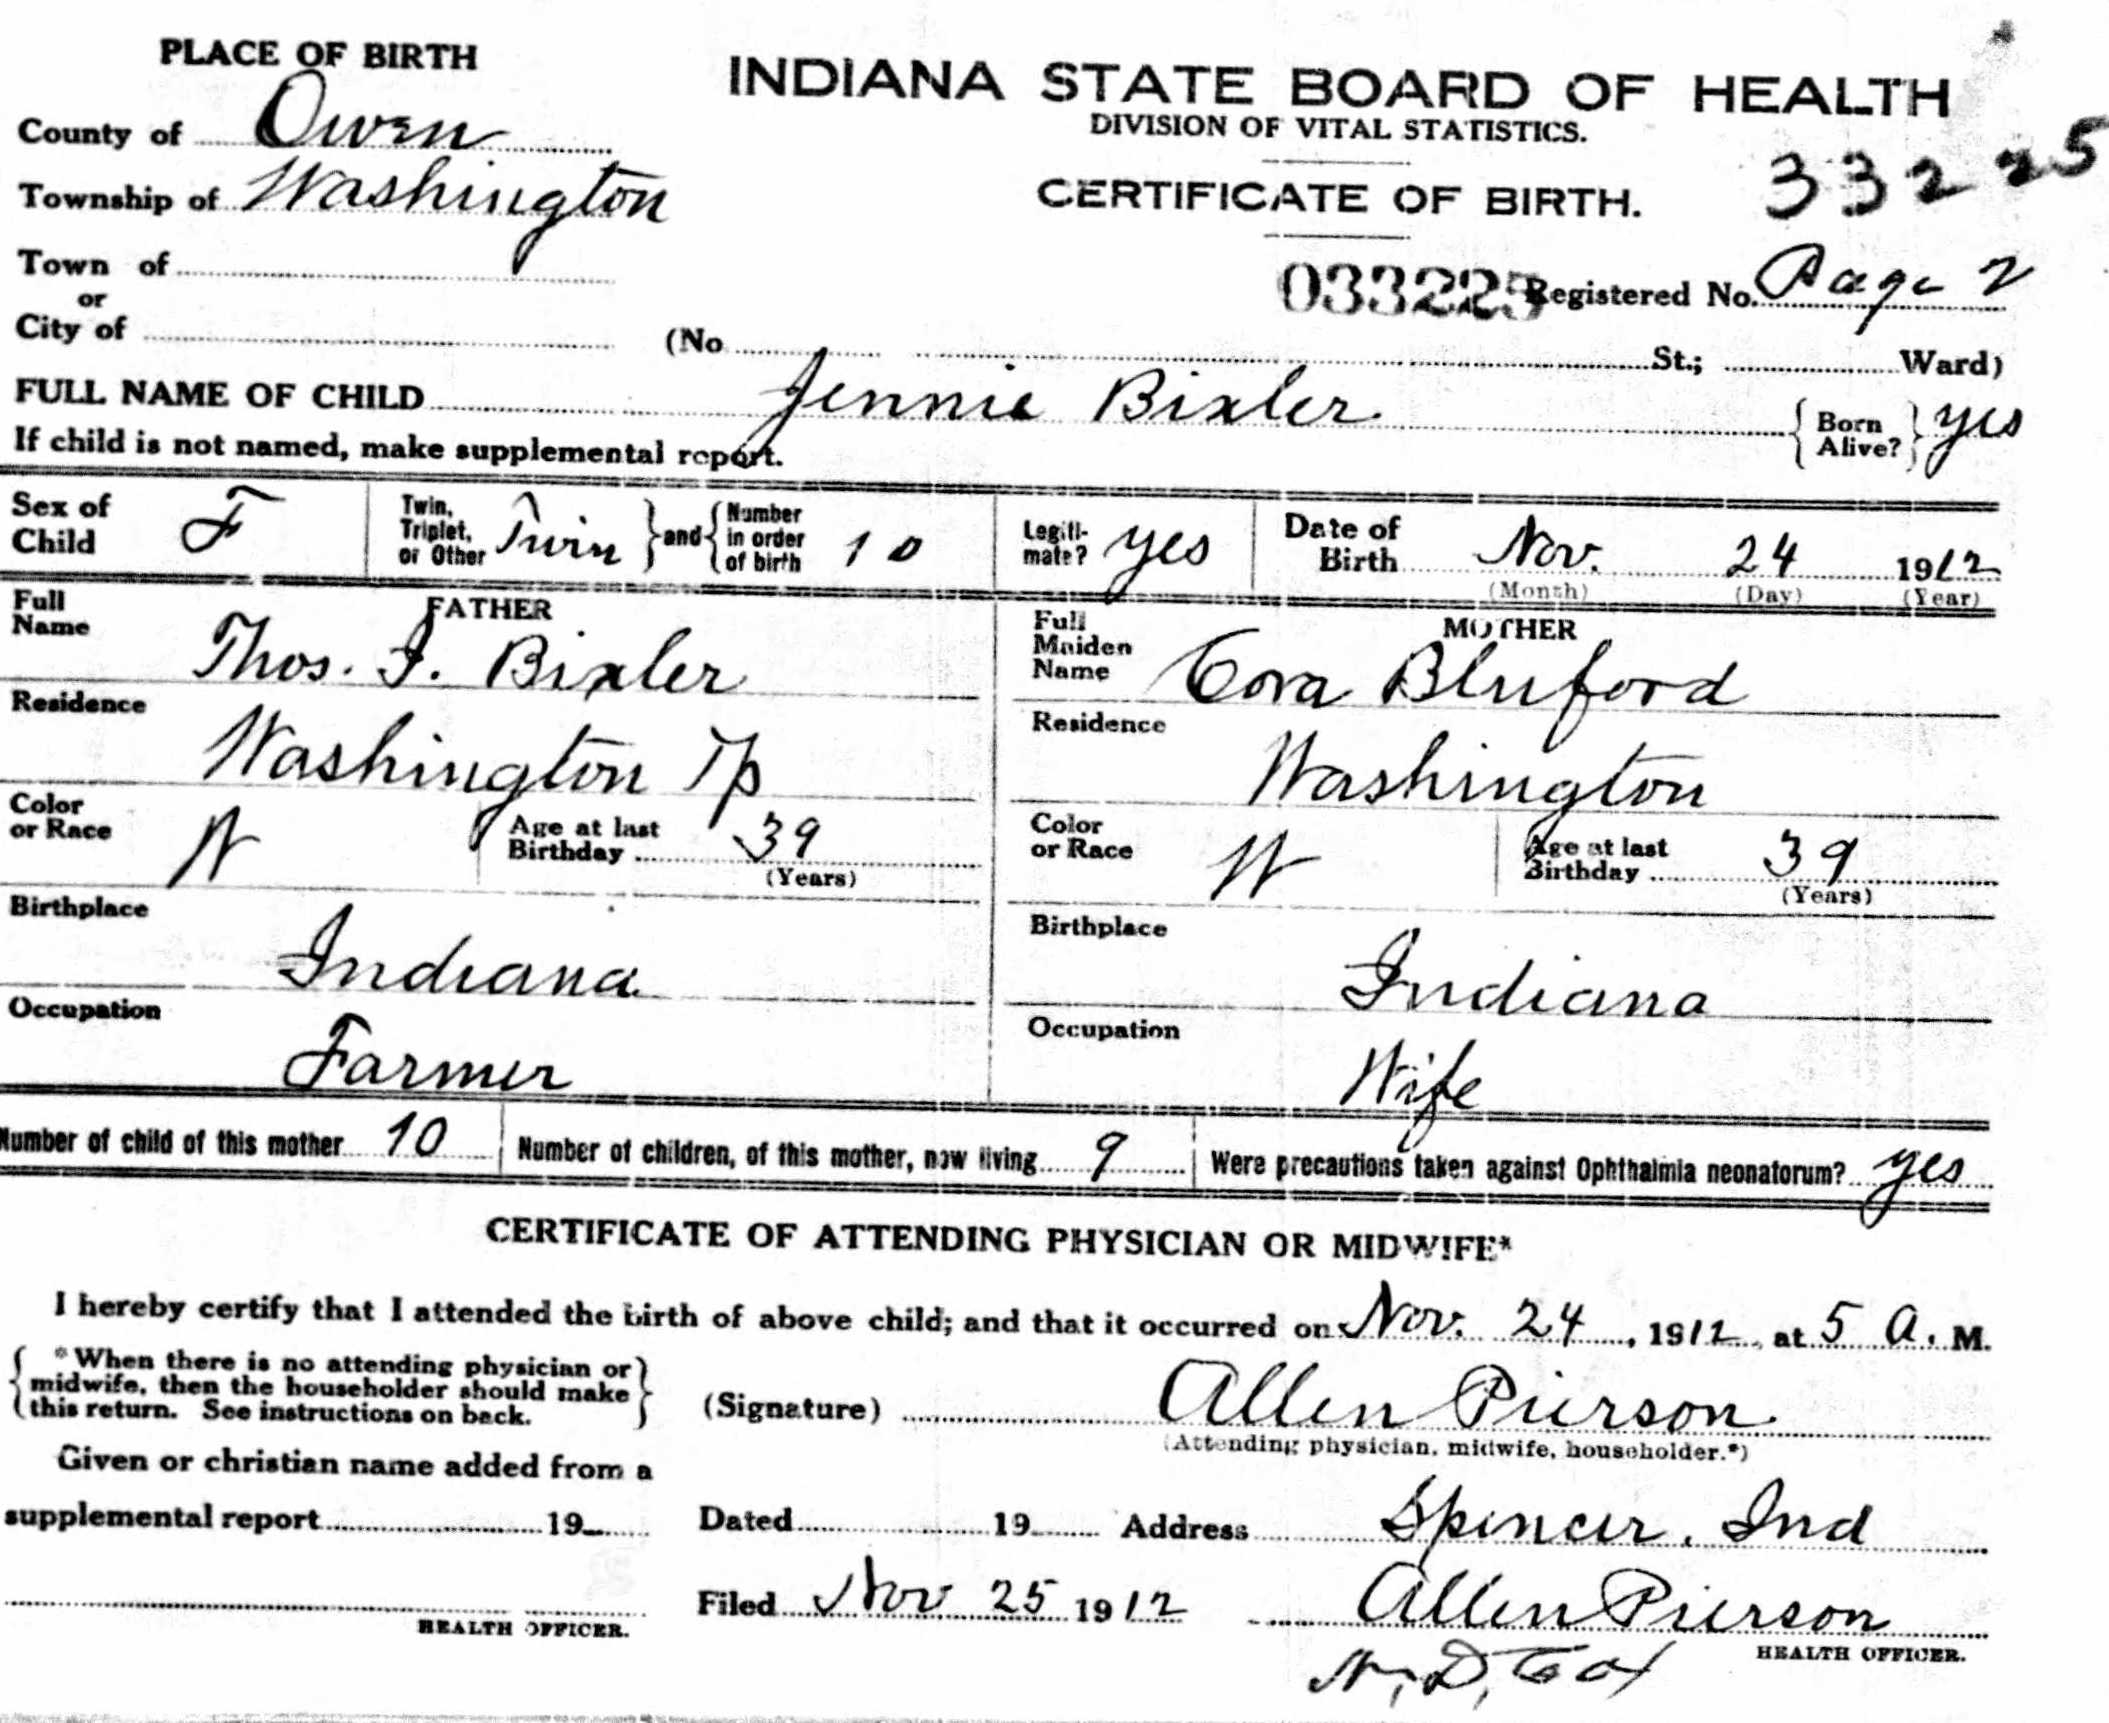 PLACE OF BIRTH
INDIANA STATE BOARD OF HEALTH
DIVISION OF VITAL STATISTICS.
County of Owen
CERTIFICATE OF BIRTH.
33225
Township of Washington
Town of
033225 Registered No. Page 2
or
City of (No St.; Ward)
FULL NAME OF CHILD Jennie Bixler { Born Alive? } yes
If child is not named, make supplemental report.
Sex of Child F
Twin, Triplet, or Other Twin } and { Number in order of birth 10
Legiti-mate? yes
Date of Birth Nov. 24 1912
(Month) (Day) (Year)
FATHER
Full Name Thos. J. Bixler
Residence
Washington Tp
Color or Race W
Age at last Birthday 39
(Years)
Birthplace
Indiana
Occupation
Farmer
MOTHER
Full Maiden Name Cora Bluford
Residence
Washington
Color or Race W
Age at last Birthday 39
(Years)
Birthplace
Indiana
Occupation
Wife
Number of child of this mother 10 Number of children, of this mother, now living 9 Were precautions taken against Ophthalmia neonatorum? yes
CERTIFICATE OF ATTENDING PHYSICIAN OR MIDWIFE*
I hereby certify that I attended the birth of above child; and that it occurred on Nov. 24, 1912, at 5 A. M.
{ *When there is no attending physician or
midwife, then the householder should make
this return. See instructions on back. }
(Signature) Allen Pierson
(Attending physician, midwife, householder.*)
Given or christian name added from a
supplemental report 19
Dated 19 Address Spencer, Ind
Filed Nov 25 1912 Allen Pierson
HEALTH OFFICER.
HEALTH OFFICER.
N. D. Cox